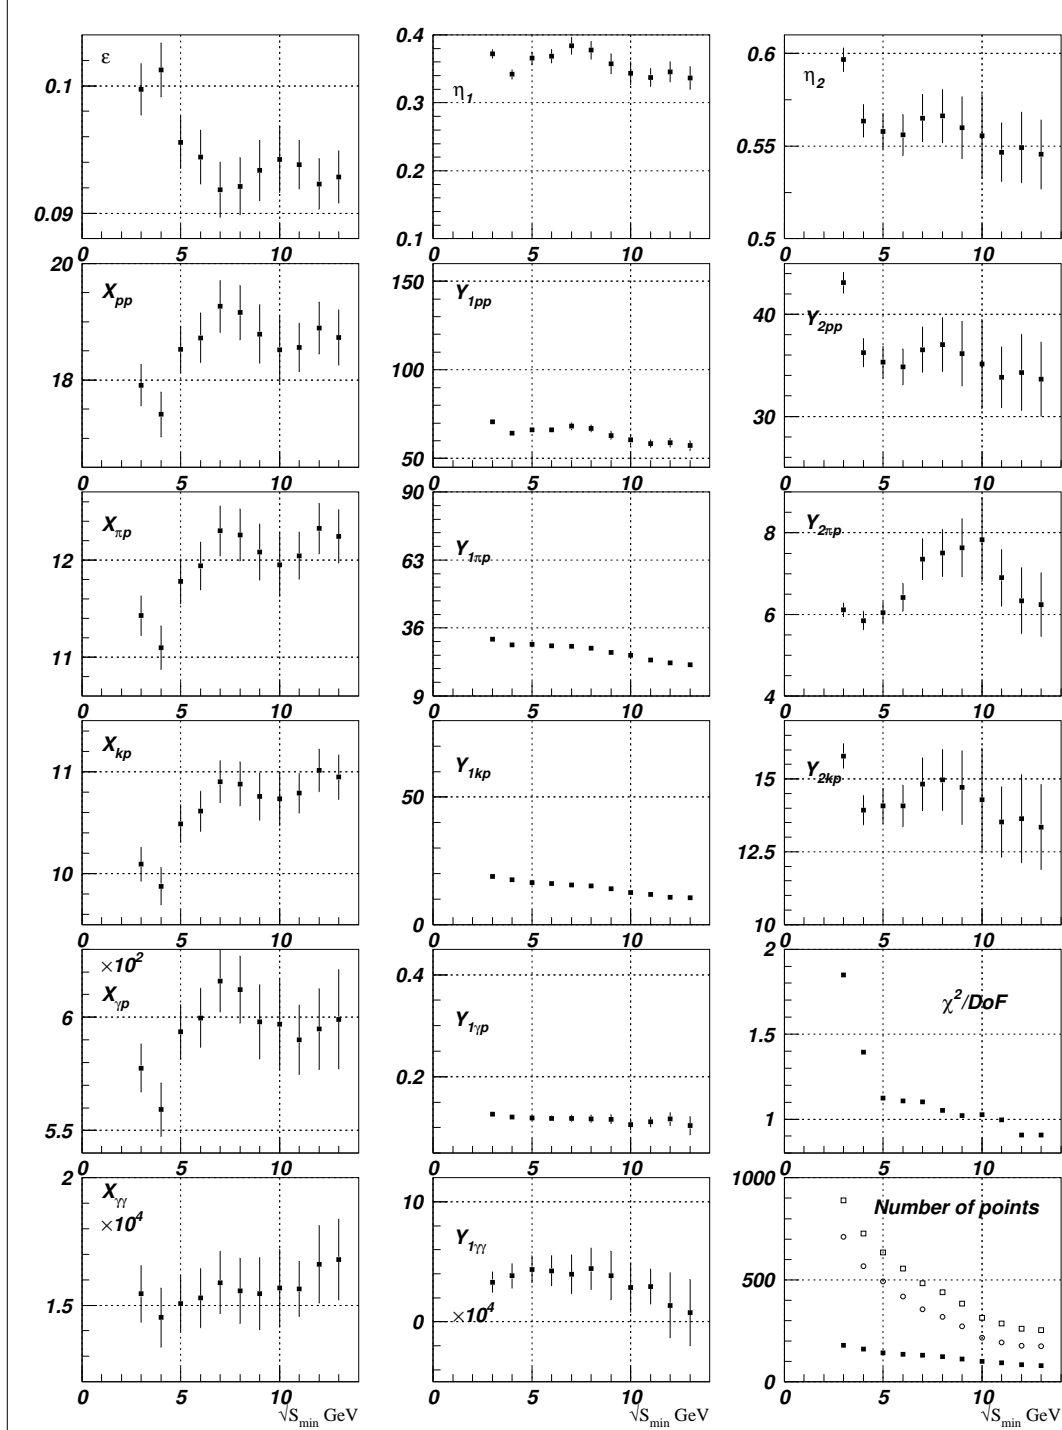 ε
0.1
0.09
0 5 10
η1
0.4
0.3
0.2
0.1
0 5 10
η2
0.6
0.55
0.5
0 5 10
Xpp
20
18
0 5 10
Y1pp
150
100
50
0 5 10
Y2pp
40
30
0 5 10
Xπp
12
11
0 5 10
Y1πp
90
63
36
9
0 5 10
Y2πp
8
6
4
0 5 10
Xkp
11
10
0 5 10
Y1kp
50
0
0 5 10
Y2kp
15
12.5
10
0 5 10
×10²
Xγp
6
5.5
0 5 10
Y1γp
0.4
0.2
0 5 10
χ²/DoF
2
1.5
1
0 5 10
Xγγ
×10⁴
2
1.5
0 5 10
√Smin GeV
Y1γγ
×10⁴
10
0
0 5 10
√Smin GeV
Number of points
1000
500
0
0 5 10
√Smin GeV